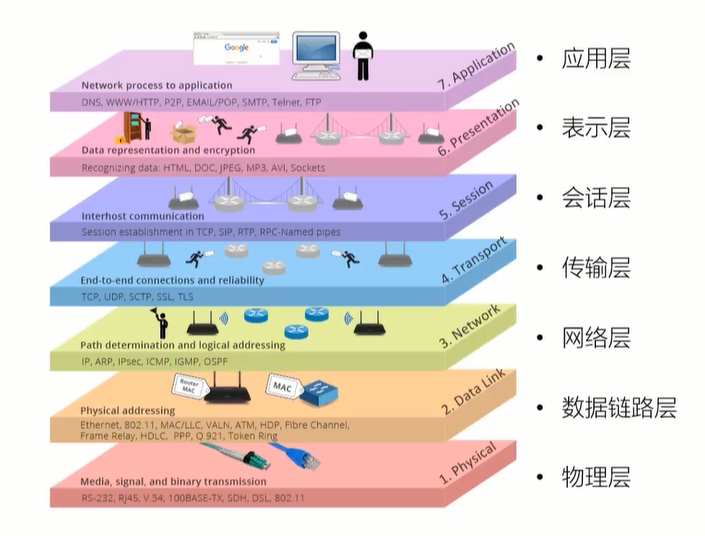 Google
7. Application
Network process to application
DNS, WWW/HTTP, P2P, EMAIL/POP, SMTP, Telnet, FTP
• 应用层
6. Presentation
Data representation and encryption
Recognizing data: HTML, DOC, JPEG, MP3, AVI, Sockets
• 表示层
5. Session
Interhost communication
Session establishment in TCP, SIP, RTP, RPC-Named pipes
• 会话层
4. Transport
End-to-end connections and reliability
TCP, UDP, SCTP, SSL, TLS
• 传输层
3. Network
Path determination and logical addressing
IP, ARP, IPsec, ICMP, IGMP, OSPF
• 网络层
2. Data Link
Router MAC
MAC
Physical addressing
Ethernet, 802.11, MAC/LLC, VALN, ATM, HDP, Fibre Channel,
Frame Relay, HDLC, PPP, Q.921, Token Ring
• 数据链路层
1. Physical
Media, signal, and binary transmission
RS-232, RJ45, V.34, 100BASE-TX, SDH, DSL, 802.11
• 物理层